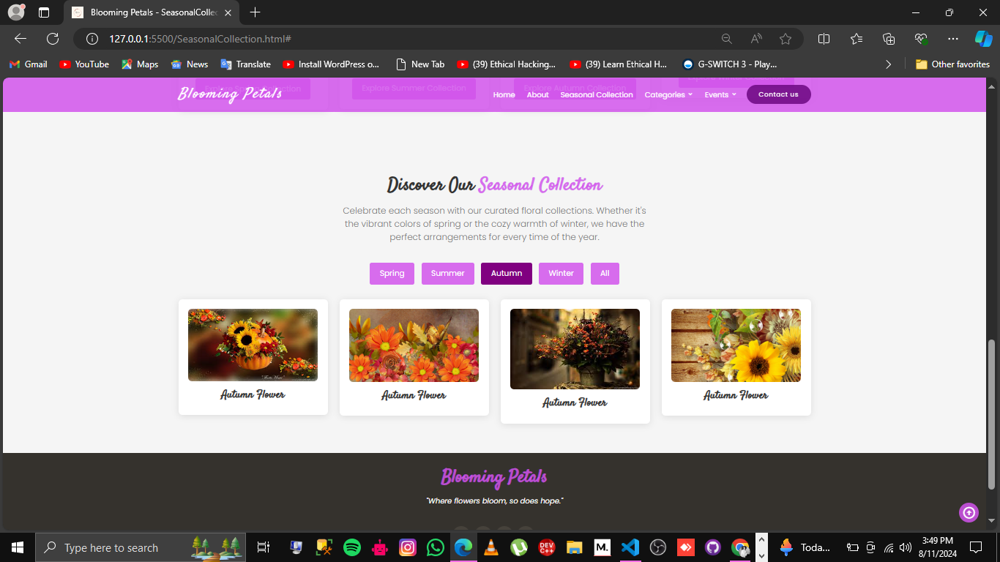 Blooming Petals - SeasonalCollec
127.0.0.1:5500/SeasonalCollection.html#
Gmail YouTube Maps News Translate Install WordPress o... New Tab (39) Ethical Hacking... (39) Learn Ethical H... G-SWITCH 3 - Play... Other favorites
Explore Summer Collection Explore Autumn Collection
Blooming Petals Home About Seasonal Collection Categories Events Contact us
Discover Our Seasonal Collection
Celebrate each season with our curated floral collections. Whether it's
the vibrant colors of spring or the cozy warmth of winter, we have the
perfect arrangements for every time of the year.
Spring Summer Autumn Winter All
Autumn Flower Autumn Flower Autumn Flower Autumn Flower
Blooming Petals
"Where flowers bloom, so does hope."
Type here to search
DEV
C++
M.
Toda...
3:49 PM
8/11/2024